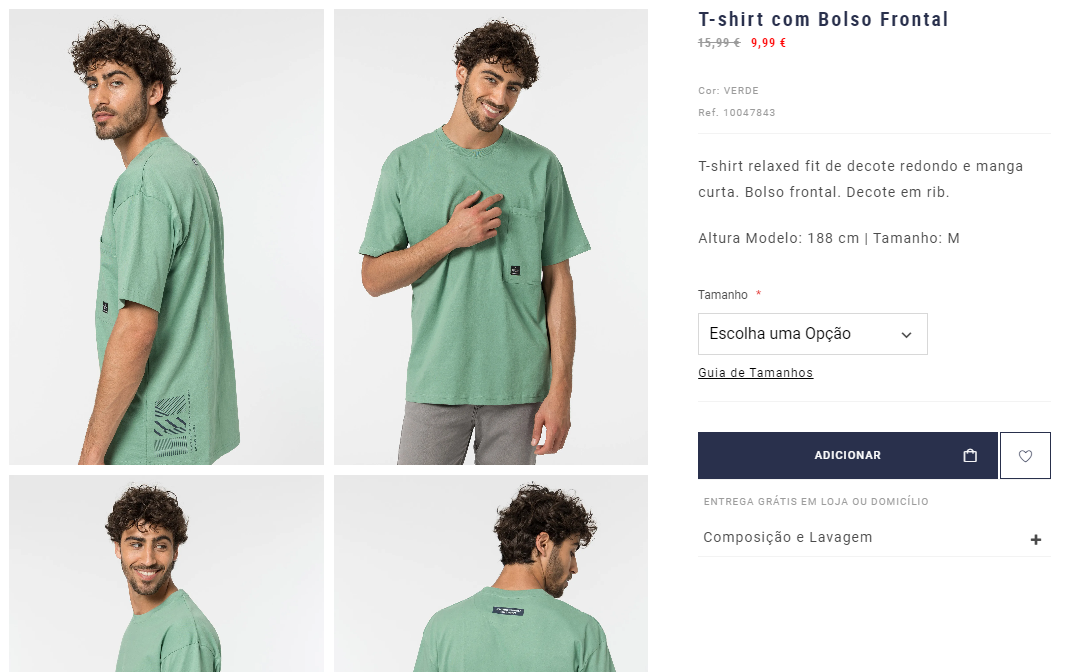 T-shirt com Bolso Frontal
15,99 € 9,99 €
Cor: VERDE
Ref. 10047843
T-shirt relaxed fit de decote redondo e manga
curta. Bolso frontal. Decote em rib.
Altura Modelo: 188 cm | Tamanho: M
Tamanho *
Escolha uma Opção
Guia de Tamanhos
ADICIONAR
ENTREGA GRÁTIS EM LOJA OU DOMICÍLIO
Composição e Lavagem